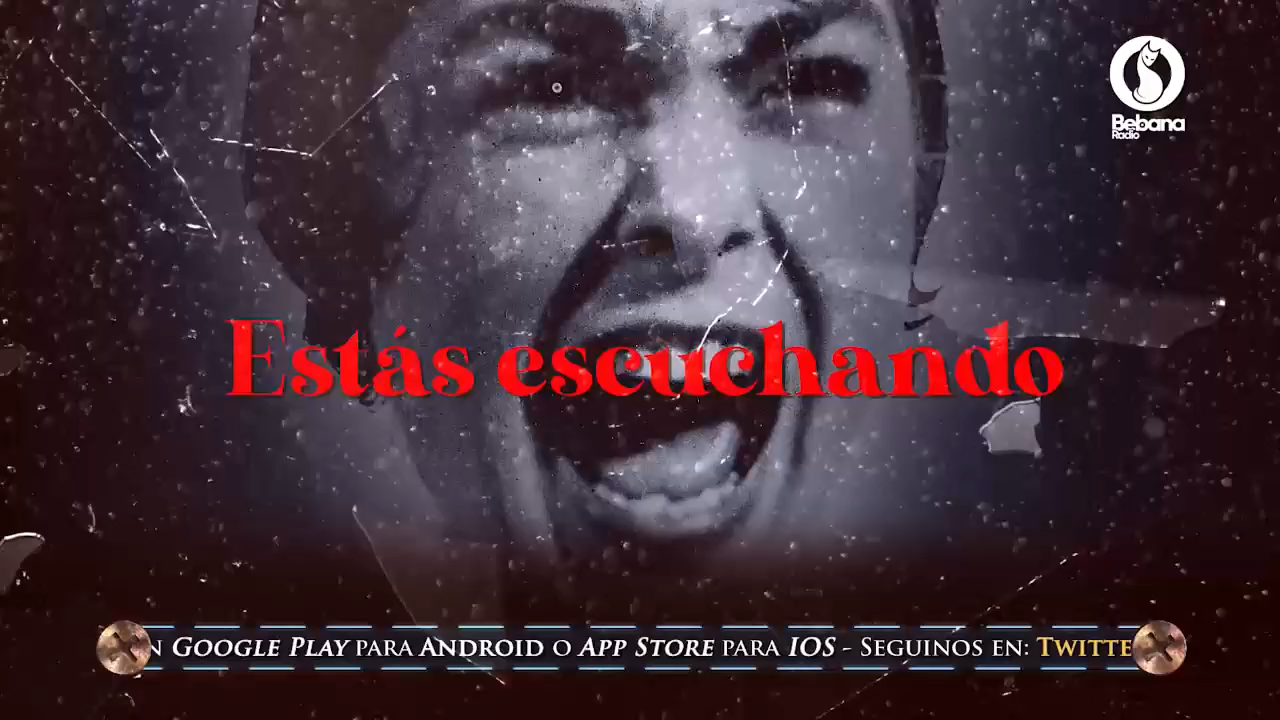 Bebana
Radio
Estás escuchando
N GOOGLE PLAY PARA ANDROID O APP STORE PARA IOS - SEGUINOS EN: TWITTE